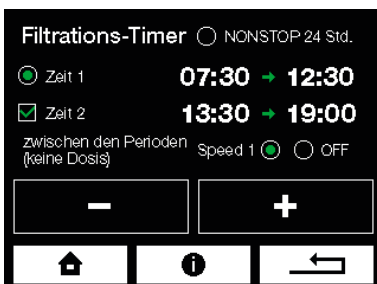 Filtrations-Timer NONSTOP 24 Std.
Zeit 1 07:30 → 12:30
Zeit 2 13:30 → 19:00
zwischen den Perioden Speed 1 OFF
(keine Dosis)
− +